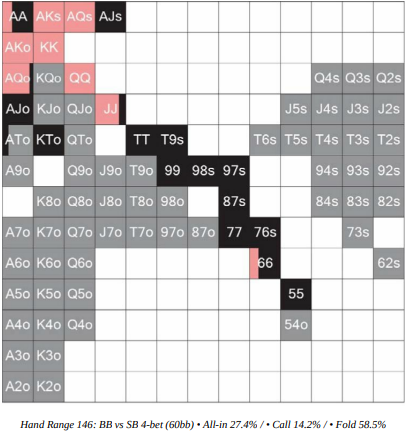 AA AKs AQs AJs
AKo KK
AQo KQo QQ Q4s Q3s Q2s
AJo KJo QJo JJ J5s J4s J3s J2s
ATo KTo QTo TT T9s T6s T5s T4s T3s T2s
A9o Q9o J9o T9o 99 98s 97s 94s 93s 92s
K8o Q8o J8o T8o 98o 87s 84s 83s 82s
A7o K7o Q7o J7o T7o 97o 87o 77 76s 73s
A6o K6o Q6o 66 62s
A5o K5o Q5o 55
A4o K4o Q4o 54o
A3o K3o
A2o K2o
Hand Range 146: BB vs SB 4-bet (60bb) • All-in 27.4% / • Call 14.2% / • Fold 58.5%